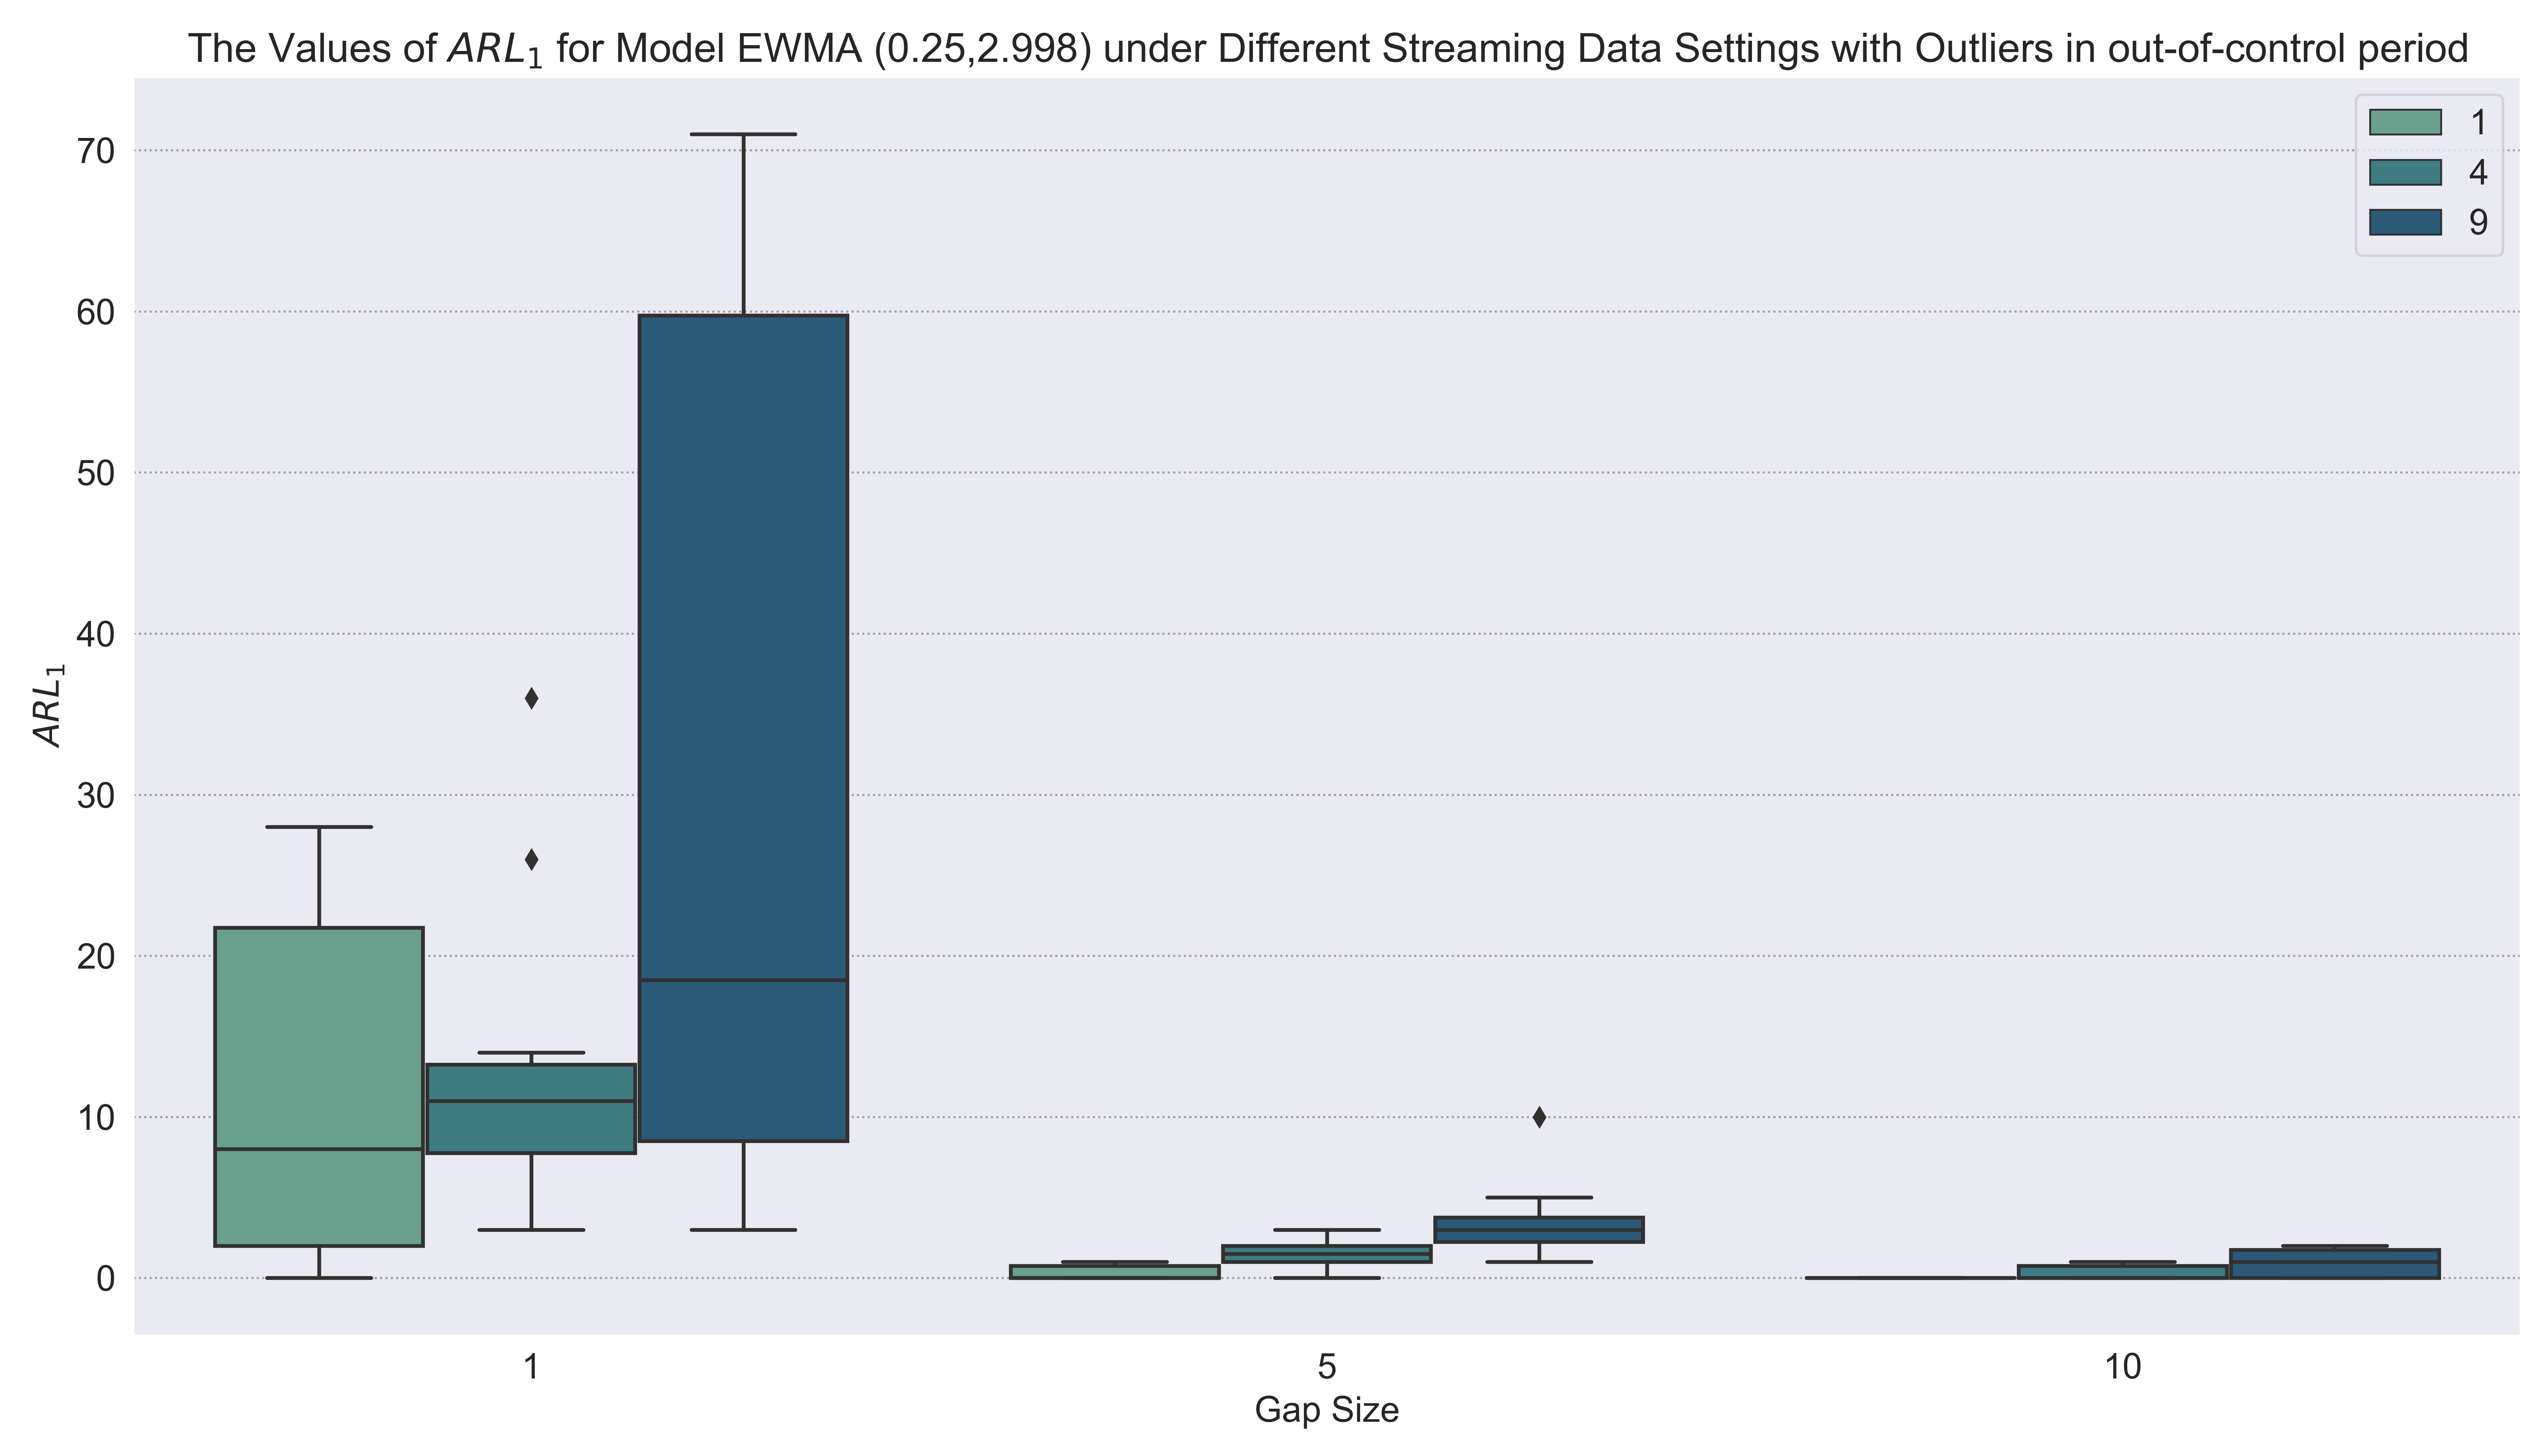 The Values of ARL₁ for Model EWMA (0.25,2.998) under Different Streaming Data Settings with Outliers in out-of-control period
1
4
9
70
60
50
40
30
20
10
0
ARL₁
1 5 10
Gap Size